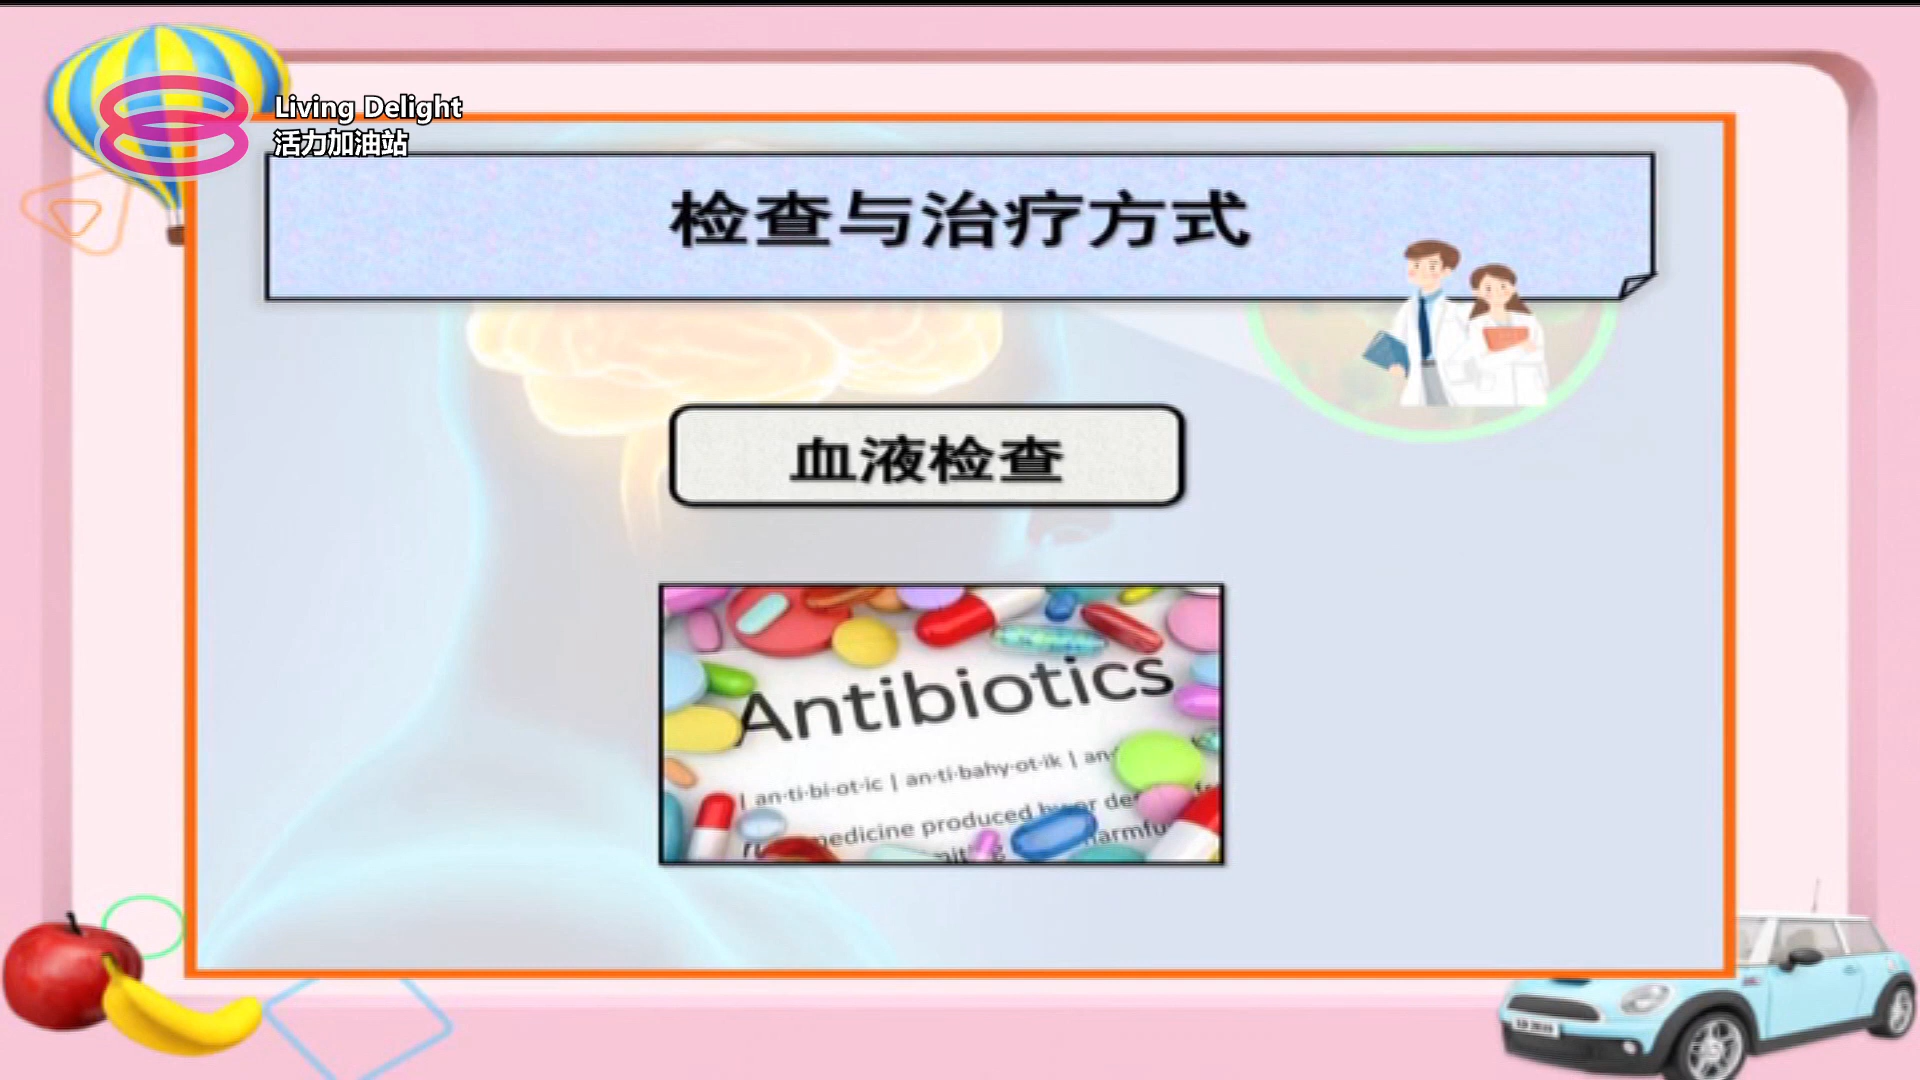 Living Delight
活力加油站
检查与治疗方式
血液检查
Antibiotics
| an·ti·bi·ot·ic | an·ti·bahy·ot·ik | an
medicine produced